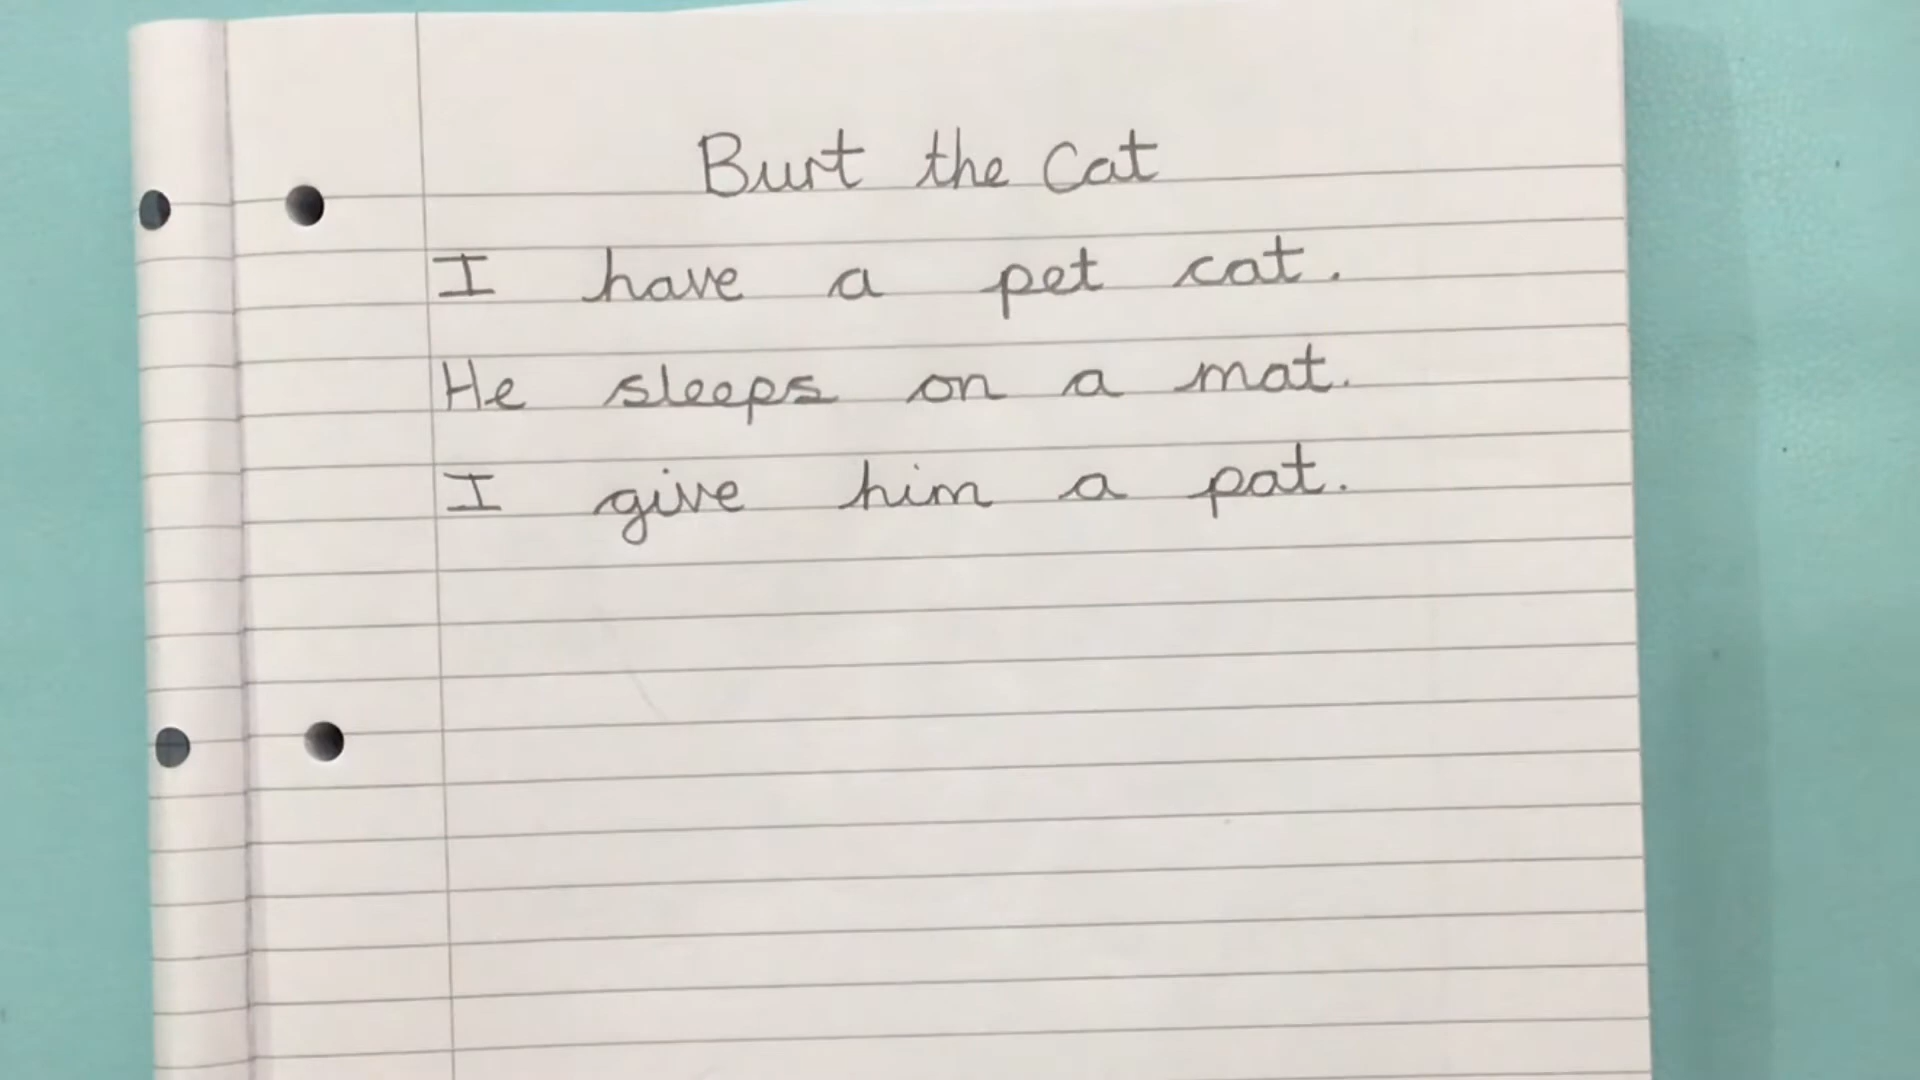 Burt the Cat
I have a pet cat.
He sleeps on a mat.
I give him a pat.